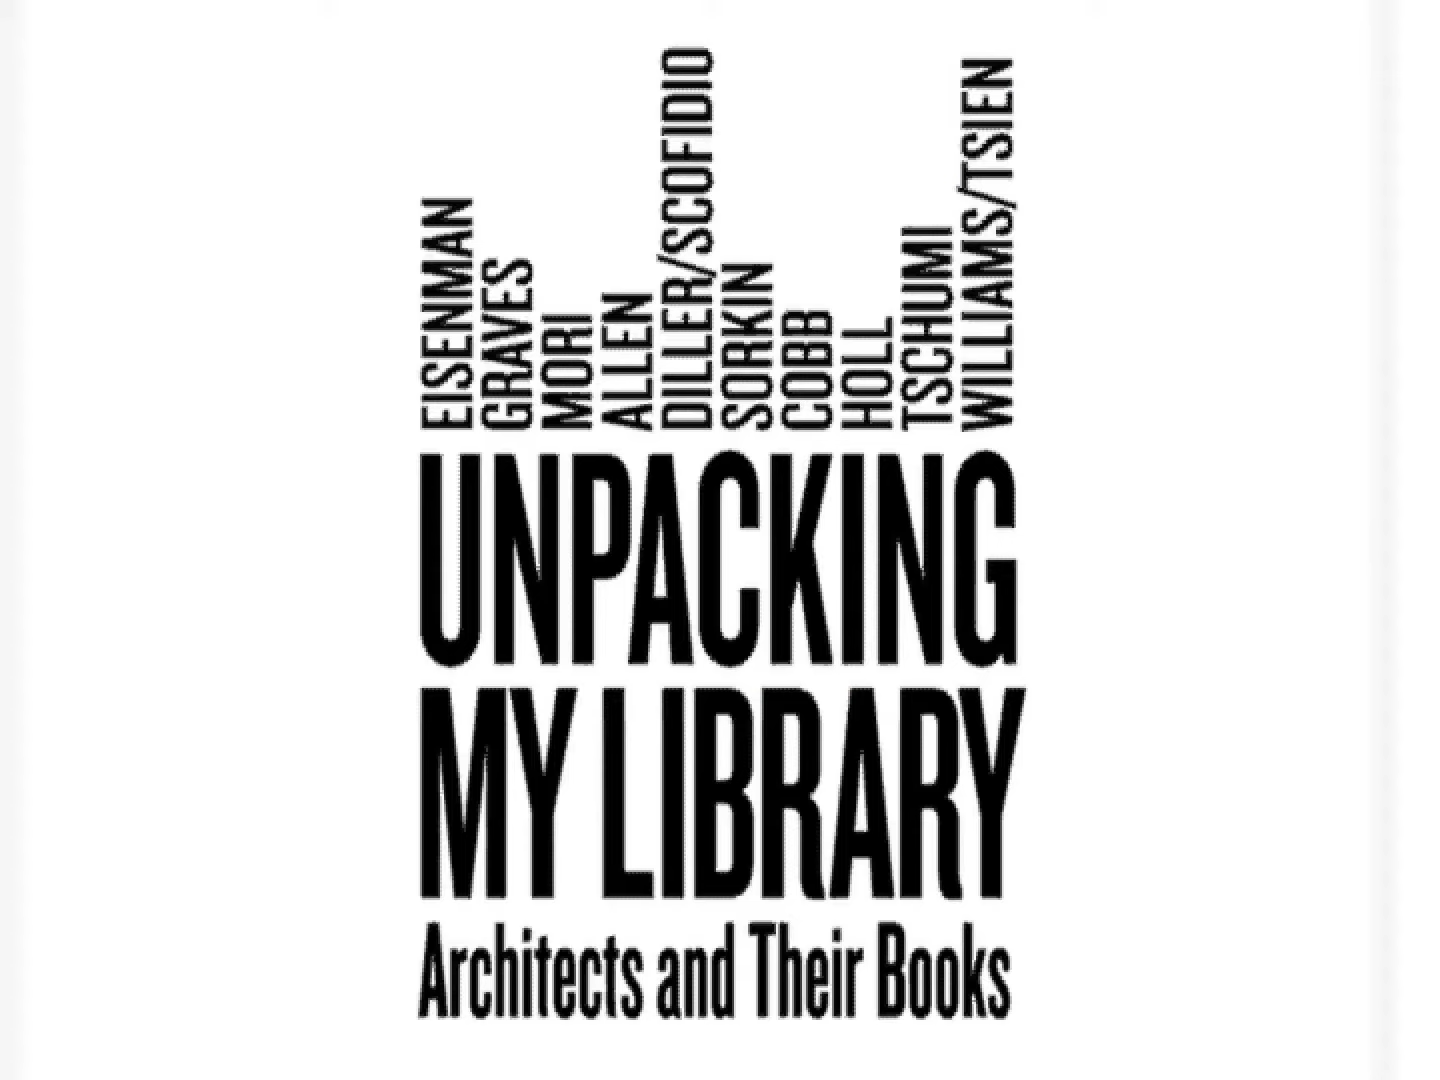 EISENMAN
GRAVES
MORI
ALLEN
DILLER/SCOFIDIO
SORKIN
COBB
HOLL
TSCHUMI
WILLIAMS/TSIEN
UNPACKING
MY LIBRARY
Architects and Their Books